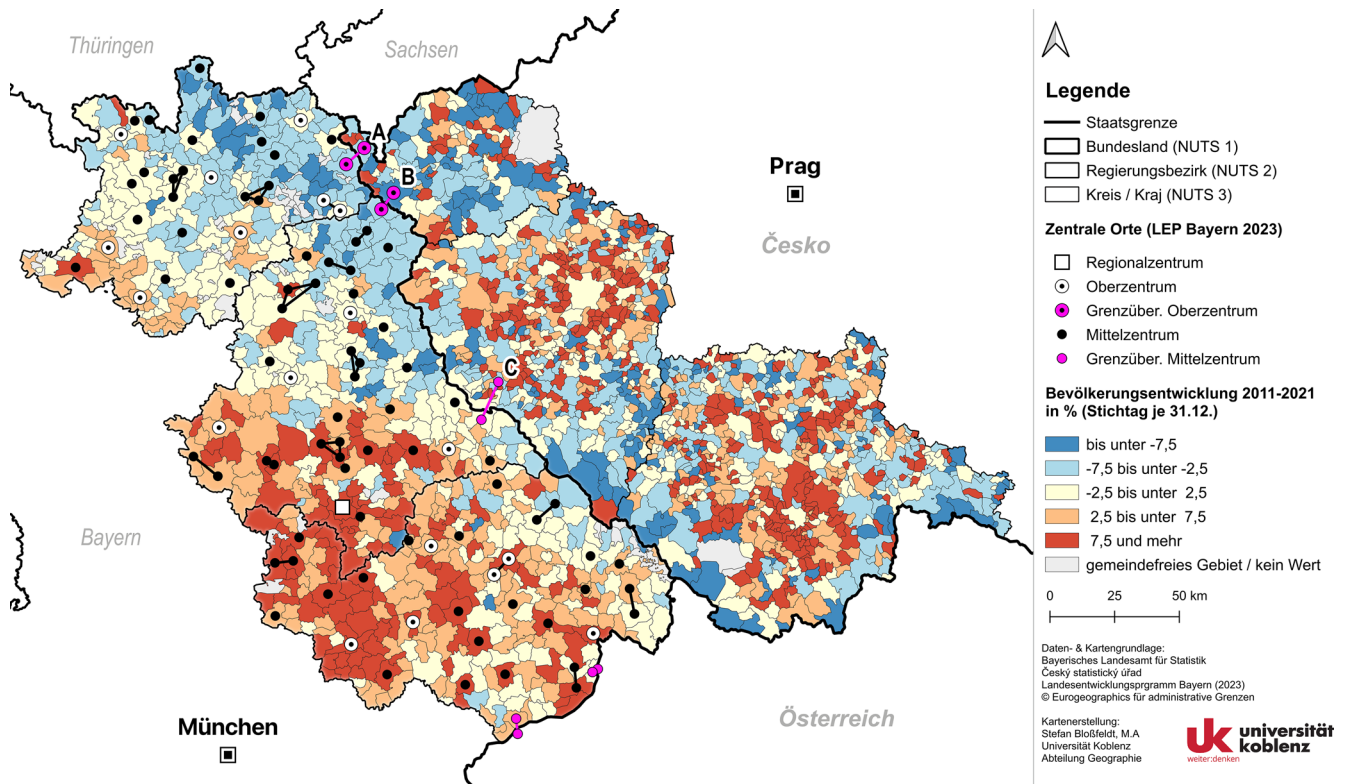 Thüringen
Sachsen
A
B
Prag
Česko
C
Bayern
München
Österreich
Legende
Staatsgrenze
Bundesland (NUTS 1)
Regierungsbezirk (NUTS 2)
Kreis / Kraj (NUTS 3)
Zentrale Orte (LEP Bayern 2023)
Regionalzentrum
Oberzentrum
Grenzüber. Oberzentrum
Mittelzentrum
Grenzüber. Mittelzentrum
Bevölkerungsentwicklung 2011-2021
in % (Stichtag je 31.12.)
bis unter -7,5
-7,5 bis unter -2,5
-2,5 bis unter 2,5
2,5 bis unter 7,5
7,5 und mehr
gemeindefreies Gebiet / kein Wert
0 25 50 km
Daten- & Kartengrundlage:
Bayerisches Landesamt für Statistik
Český statistický úřad
Landesentwicklungsprgramm Bayern (2023)
© Eurogeographics für administrative Grenzen
Kartenerstellung:
Stefan Bloßfeldt, M.A
Universität Koblenz
Abteilung Geographie
uk universität
koblenz
weiter:denken